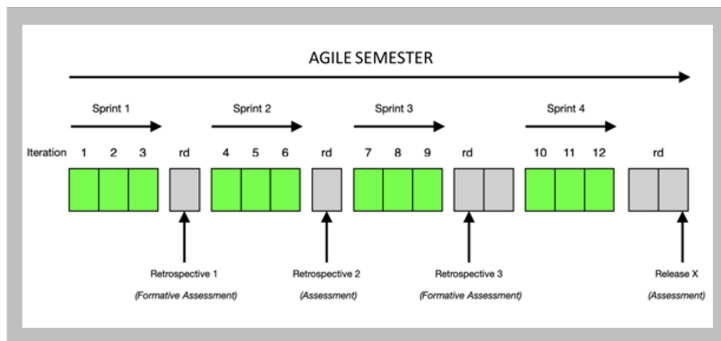 AGILE SEMESTER
Sprint 1 Sprint 2 Sprint 3 Sprint 4
Iteration 1 2 3 rd 4 5 6 rd 7 8 9 rd 10 11 12 rd
Retrospective 1 Retrospective 2 Retrospective 3 Release X
(Formative Assessment) (Assessment) (Formative Assessment) (Assessment)